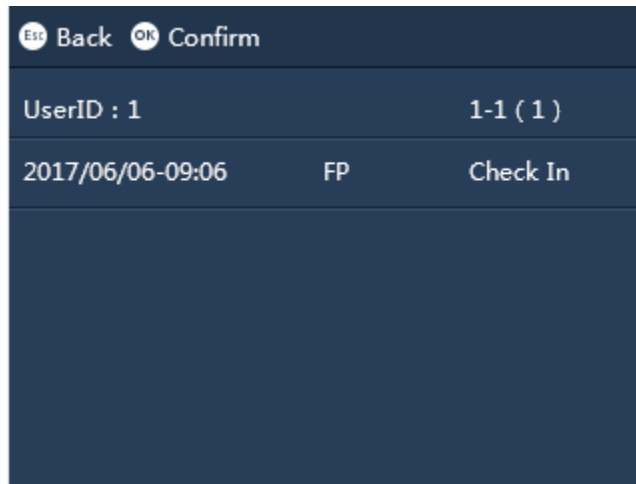 Esc Back OK Confirm
UserID : 1 1-1 ( 1 )
2017/06/06-09:06 FP Check In